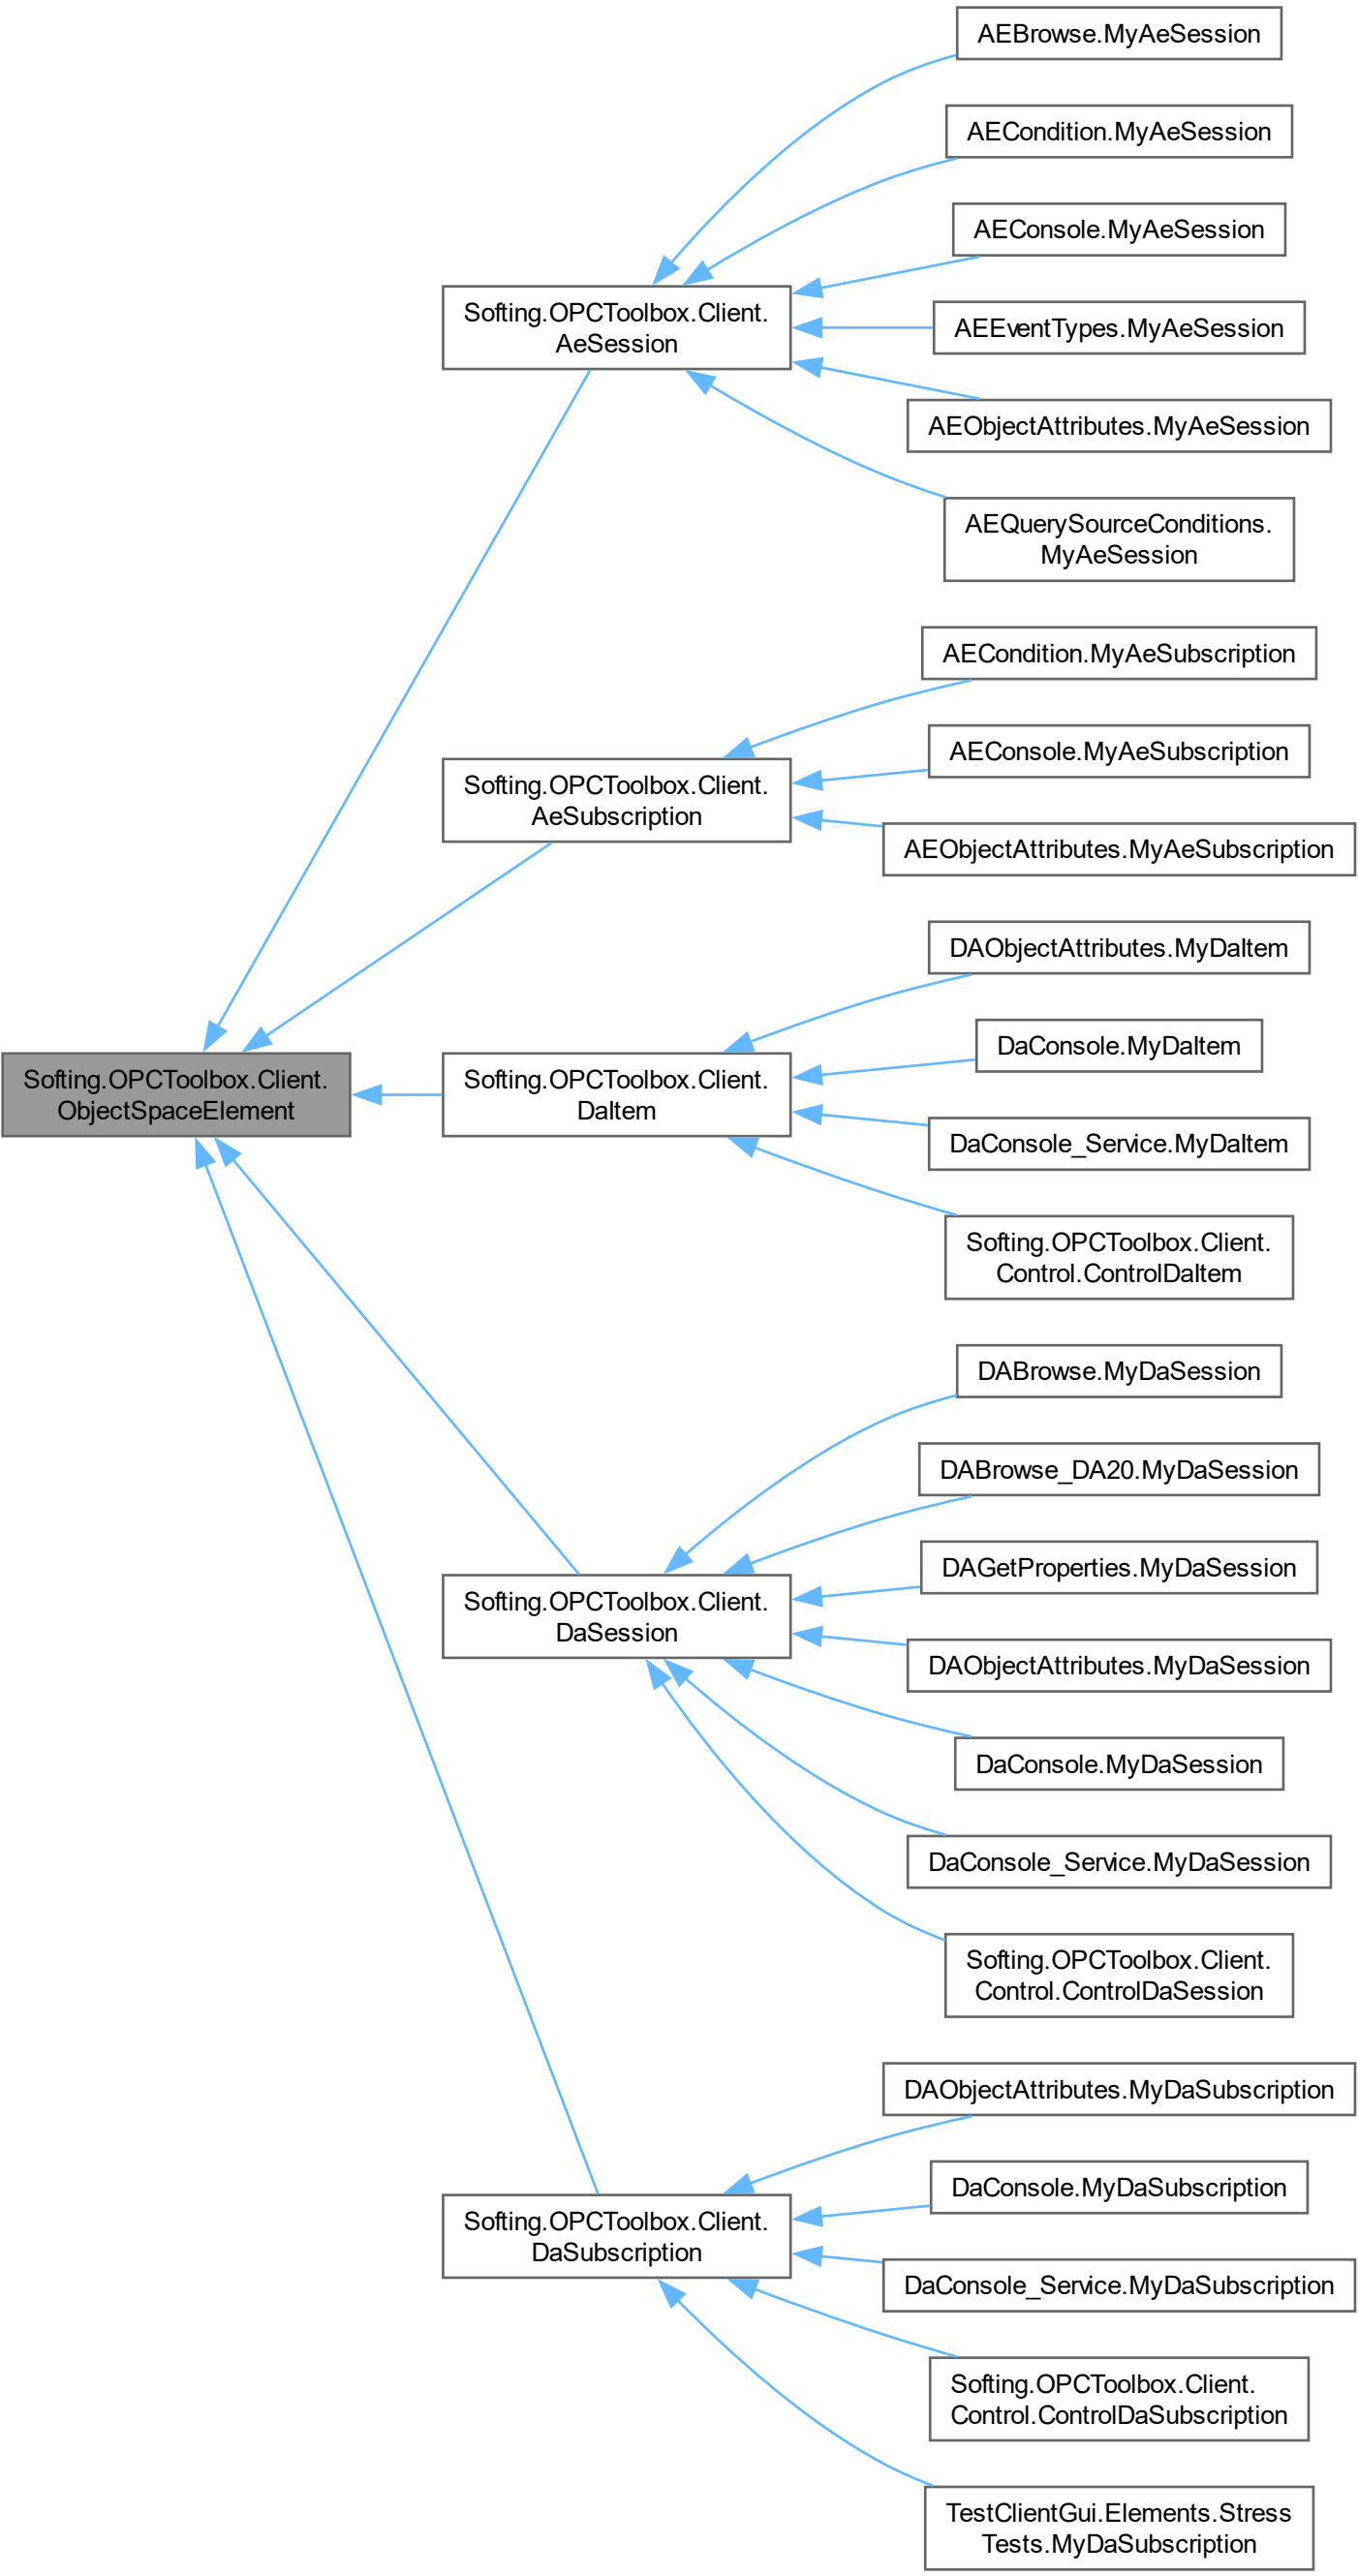 AEBrowse.MyAeSession
AECondition.MyAeSession
AEConsole.MyAeSession
Softing.OPCToolbox.Client.
AeSession
AEEventTypes.MyAeSession
AEObjectAttributes.MyAeSession
AEQuerySourceConditions.
MyAeSession
AECondition.MyAeSubscription
AEConsole.MyAeSubscription
Softing.OPCToolbox.Client.
AeSubscription
AEObjectAttributes.MyAeSubscription
DAObjectAttributes.MyDaItem
DaConsole.MyDaItem
Softing.OPCToolbox.Client.
ObjectSpaceElement
Softing.OPCToolbox.Client.
DaItem
DaConsole_Service.MyDaItem
Softing.OPCToolbox.Client.
Control.ControlDaItem
DABrowse.MyDaSession
DABrowse_DA20.MyDaSession
DAGetProperties.MyDaSession
Softing.OPCToolbox.Client.
DaSession
DAObjectAttributes.MyDaSession
DaConsole.MyDaSession
DaConsole_Service.MyDaSession
Softing.OPCToolbox.Client.
Control.ControlDaSession
DAObjectAttributes.MyDaSubscription
DaConsole.MyDaSubscription
Softing.OPCToolbox.Client.
DaSubscription
DaConsole_Service.MyDaSubscription
Softing.OPCToolbox.Client.
Control.ControlDaSubscription
TestClientGui.Elements.Stress
Tests.MyDaSubscription